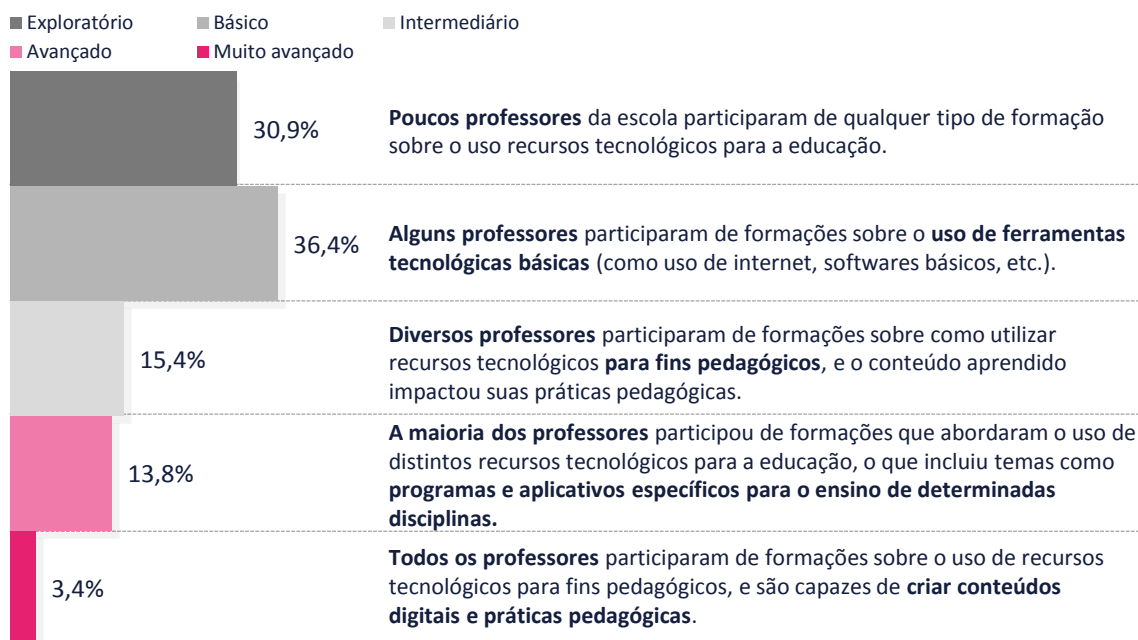 Exploratório Básico Intermediário
Avançado Muito avançado
30,9%
Poucos professores da escola participaram de qualquer tipo de formação
sobre o uso recursos tecnológicos para a educação.
36,4%
Alguns professores participaram de formações sobre o uso de ferramentas
tecnológicas básicas (como uso de internet, softwares básicos, etc.).
15,4%
Diversos professores participaram de formações sobre como utilizar
recursos tecnológicos para fins pedagógicos, e o conteúdo aprendido
impactou suas práticas pedagógicas.
13,8%
A maioria dos professores participou de formações que abordaram o uso de
distintos recursos tecnológicos para a educação, o que incluiu temas como
programas e aplicativos específicos para o ensino de determinadas
disciplinas.
3,4%
Todos os professores participaram de formações sobre o uso de recursos
tecnológicos para fins pedagógicos, e são capazes de criar conteúdos
digitais e práticas pedagógicas.